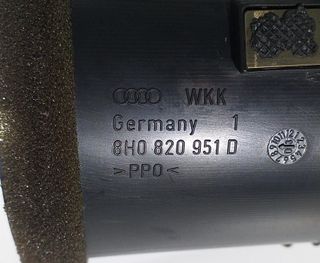 WKK
Germany 1
8H0 820 951 D
>PPO<